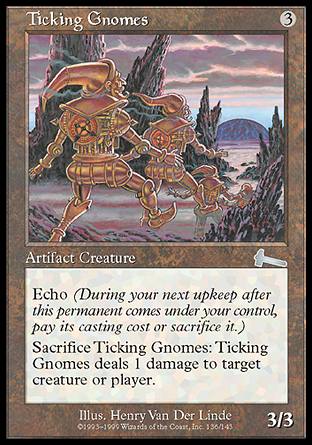 Ticking Gnomes 3
Artifact Creature
Echo (During your next upkeep after
this permanent comes under your control,
pay its casting cost or sacrifice it.)
Sacrifice Ticking Gnomes: Ticking
Gnomes deals 1 damage to target
creature or player.
3/3
Illus. Henry Van Der Linde
©1993–1999 Wizards of the Coast, Inc. 136/143